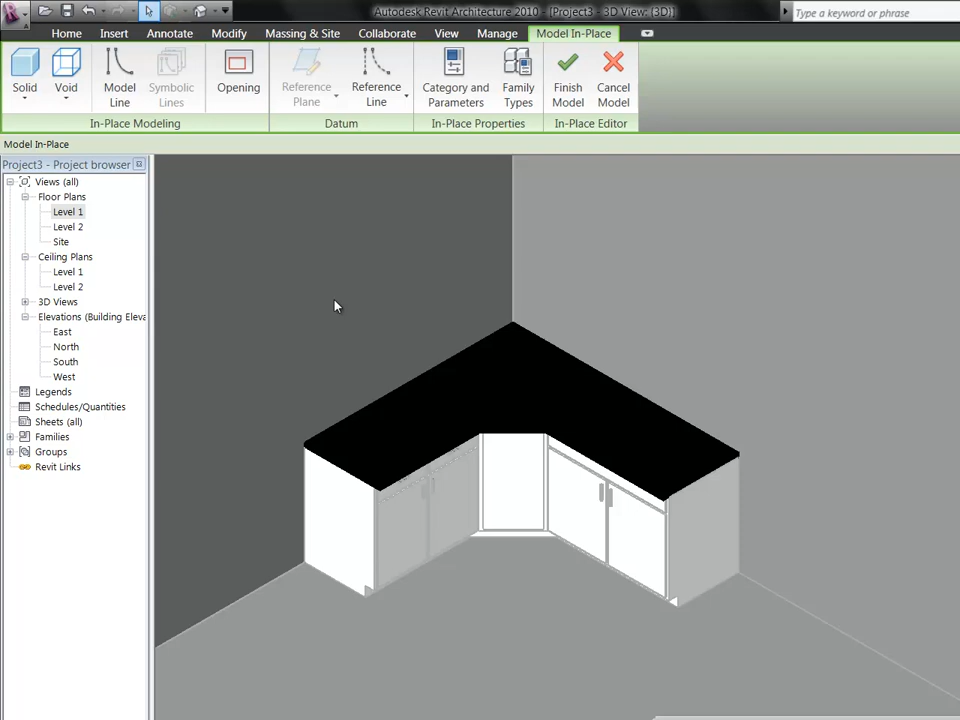 Autodesk Revit Architecture 2010 - [Project3 - 3D View: {3D}]
Type a keyword or phrase
Home Insert Annotate Modify Massing & Site Collaborate View Manage Model In-Place
Solid Void Model Line Symbolic Lines Opening Reference Plane Reference Line Category and Parameters Family Types Finish Model Cancel Model
In-Place Modeling Datum In-Place Properties In-Place Editor
Model In-Place
Project3 - Project browser
Views (all)
Floor Plans
Level 1
Level 2
Site
Ceiling Plans
Level 1
Level 2
3D Views
Elevations (Building Eleva
East
North
South
West
Legends
Schedules/Quantities
Sheets (all)
Families
Groups
Revit Links